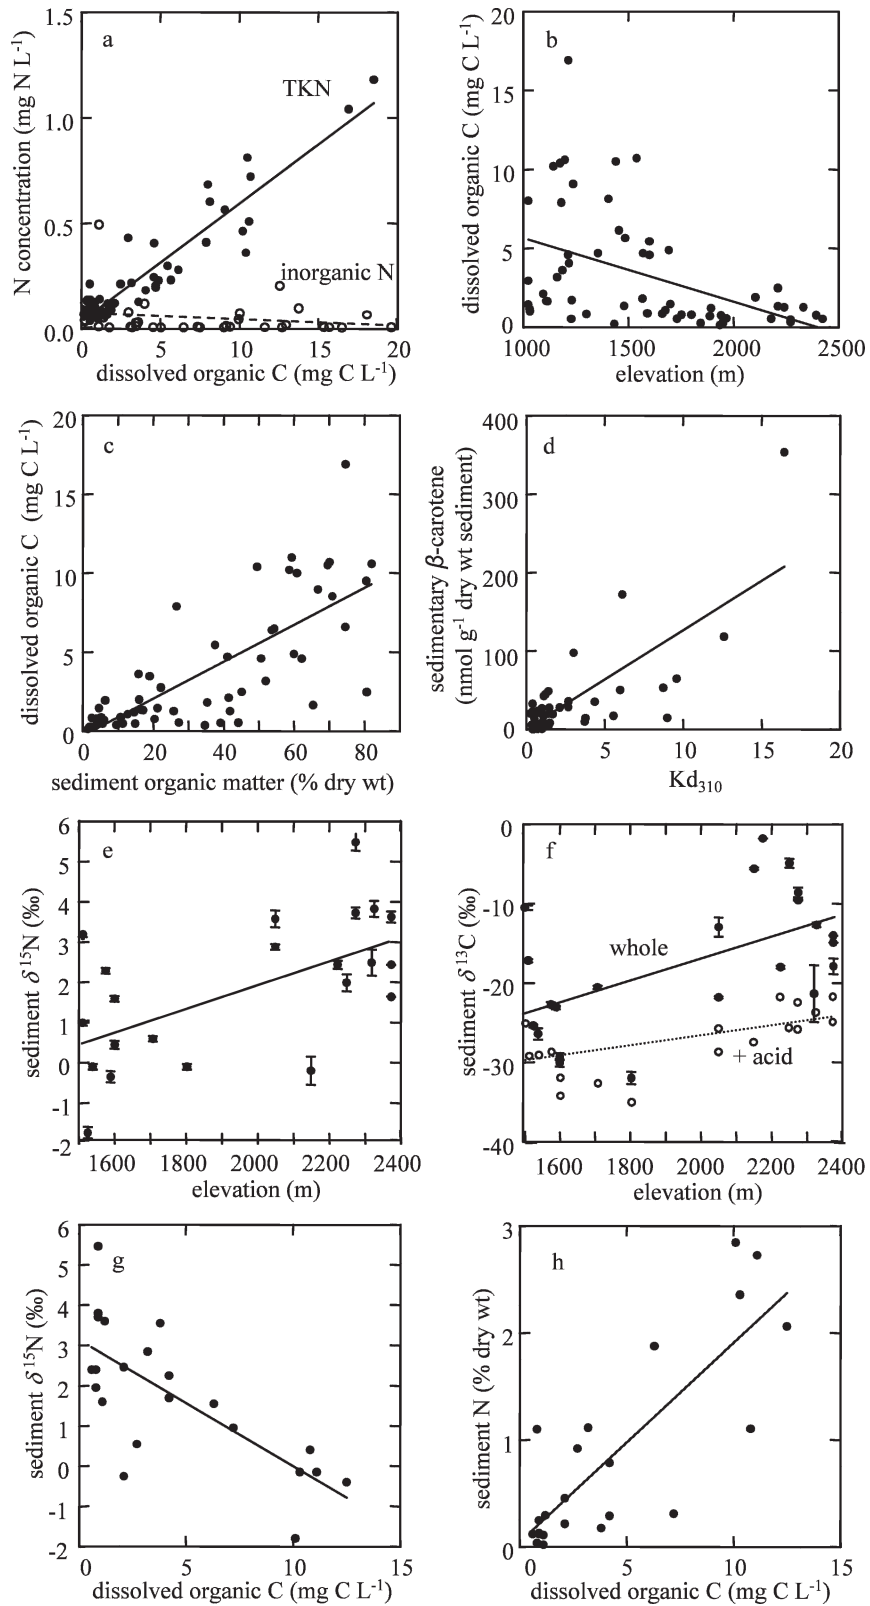 a
TKN
inorganic N
N concentration (mg N L⁻¹)
1.5
1.0
0.5
0.0
0 5 10 15 20
dissolved organic C (mg C L⁻¹)
b
dissolved organic C (mg C L⁻¹)
20
15
10
5
0
1000 1500 2000 2500
elevation (m)
c
dissolved organic C (mg C L⁻¹)
20
15
10
5
0
0 20 40 60 80
sediment organic matter (% dry wt)
d
sedimentary β-carotene
(nmol g⁻¹ dry wt sediment)
400
300
200
100
0
0 5 10 15 20
Kd₃₁₀
e
sediment δ¹⁵N (‰)
6
5
4
3
2
1
0
-1
-2
1600 1800 2000 2200 2400
elevation (m)
f
whole
+ acid
sediment δ¹³C (‰)
0
-10
-20
-30
-40
1600 1800 2000 2200 2400
elevation (m)
g
sediment δ¹⁵N (‰)
6
5
4
3
2
1
0
-1
-2
0 5 10 15
dissolved organic C (mg C L⁻¹)
h
sediment N (% dry wt)
3
2
1
0
0 5 10 15
dissolved organic C (mg C L⁻¹)